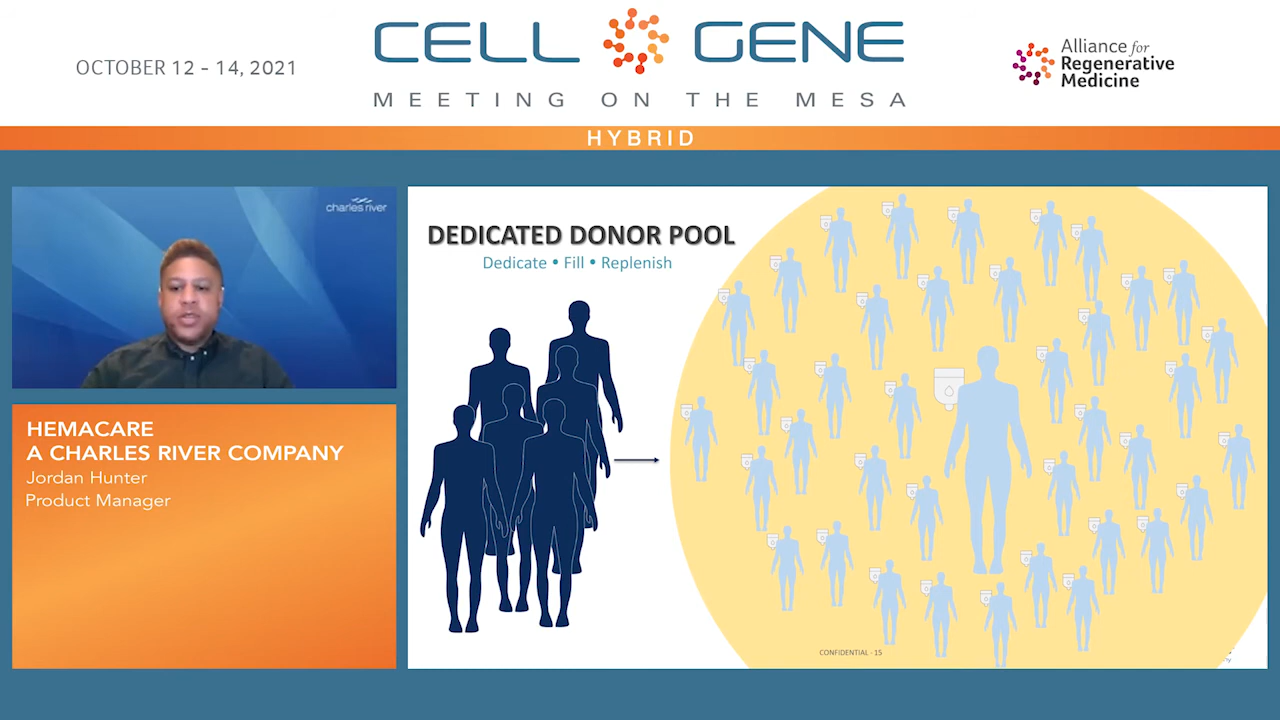 OCTOBER 12 - 14, 2021
CELL GENE
MEETING ON THE MESA
Alliance for
Regenerative
Medicine
HYBRID
charles river
HEMACARE
A CHARLES RIVER COMPANY
Jordan Hunter
Product Manager
DEDICATED DONOR POOL
Dedicate • Fill • Replenish
CONFIDENTIAL - 15